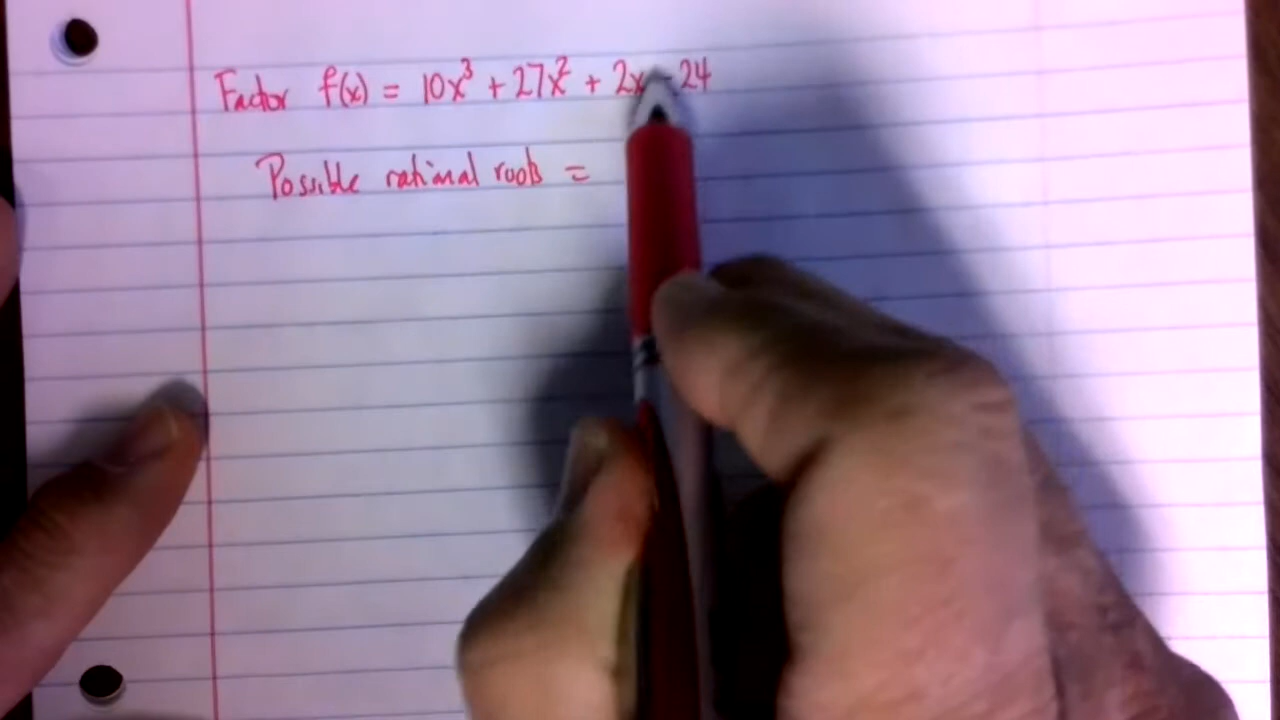 Factor f(x) = 10x³ + 27x² + 2x - 24
Possible rational roots =